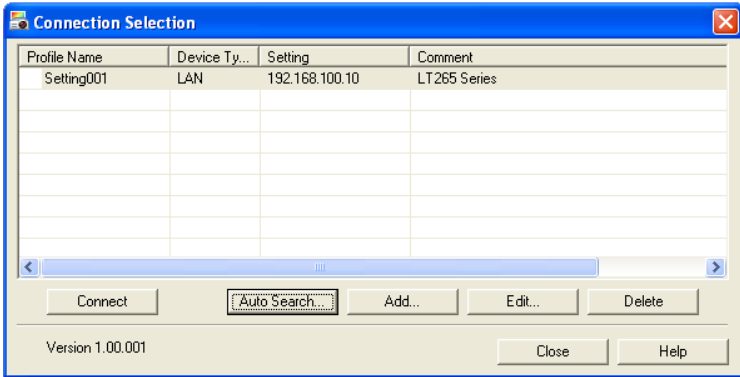 Connection Selection
Profile Name Device Ty... Setting Comment
Setting001 LAN 192.168.100.10 LT265 Series
Connect Auto Search... Add... Edit... Delete
Version 1.00.001 Close Help